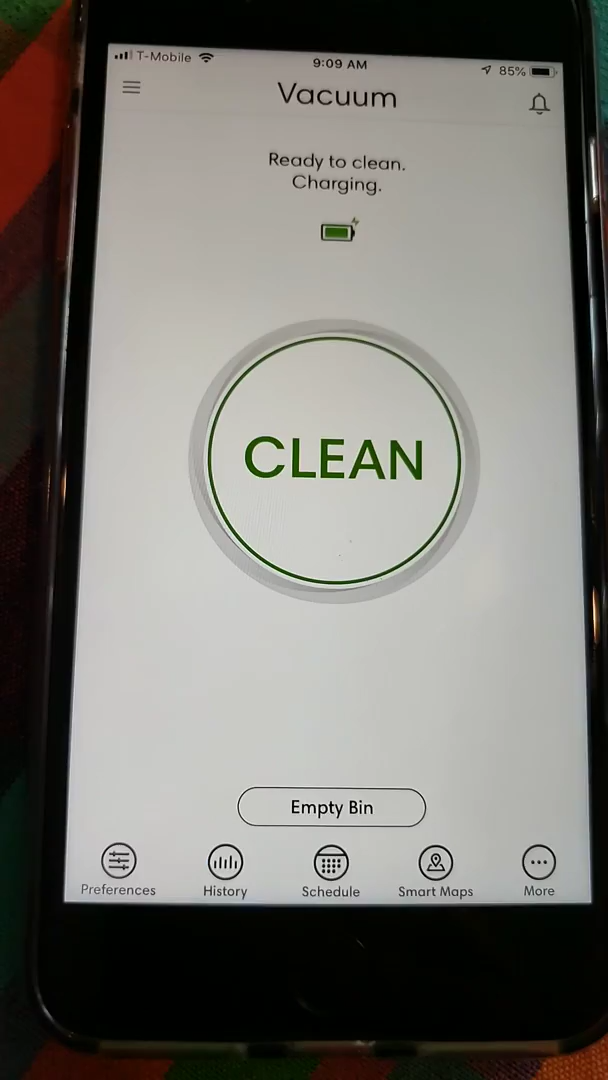 T-Mobile 9:09 AM 85%
Vacuum
Ready to clean.
Charging.
CLEAN
Empty Bin
Preferences History Schedule Smart Maps More